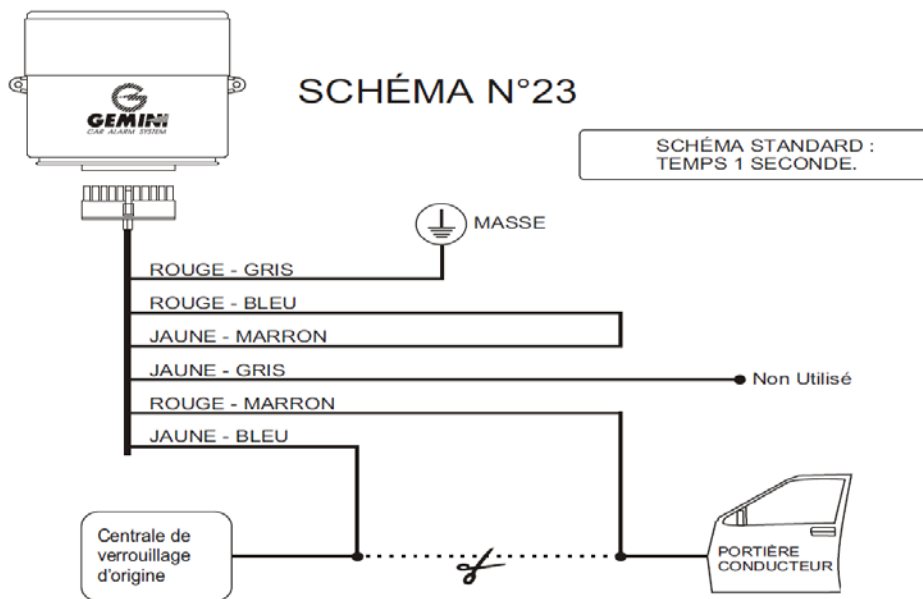 GEMINI
CAR ALARM SYSTEM
SCHÉMA N°23
SCHÉMA STANDARD :
TEMPS 1 SECONDE.
MASSE
ROUGE - GRIS
ROUGE - BLEU
JAUNE - MARRON
JAUNE - GRIS
Non Utilisé
ROUGE - MARRON
JAUNE - BLEU
Centrale de
verrouillage
d'origine
PORTIÈRE
CONDUCTEUR